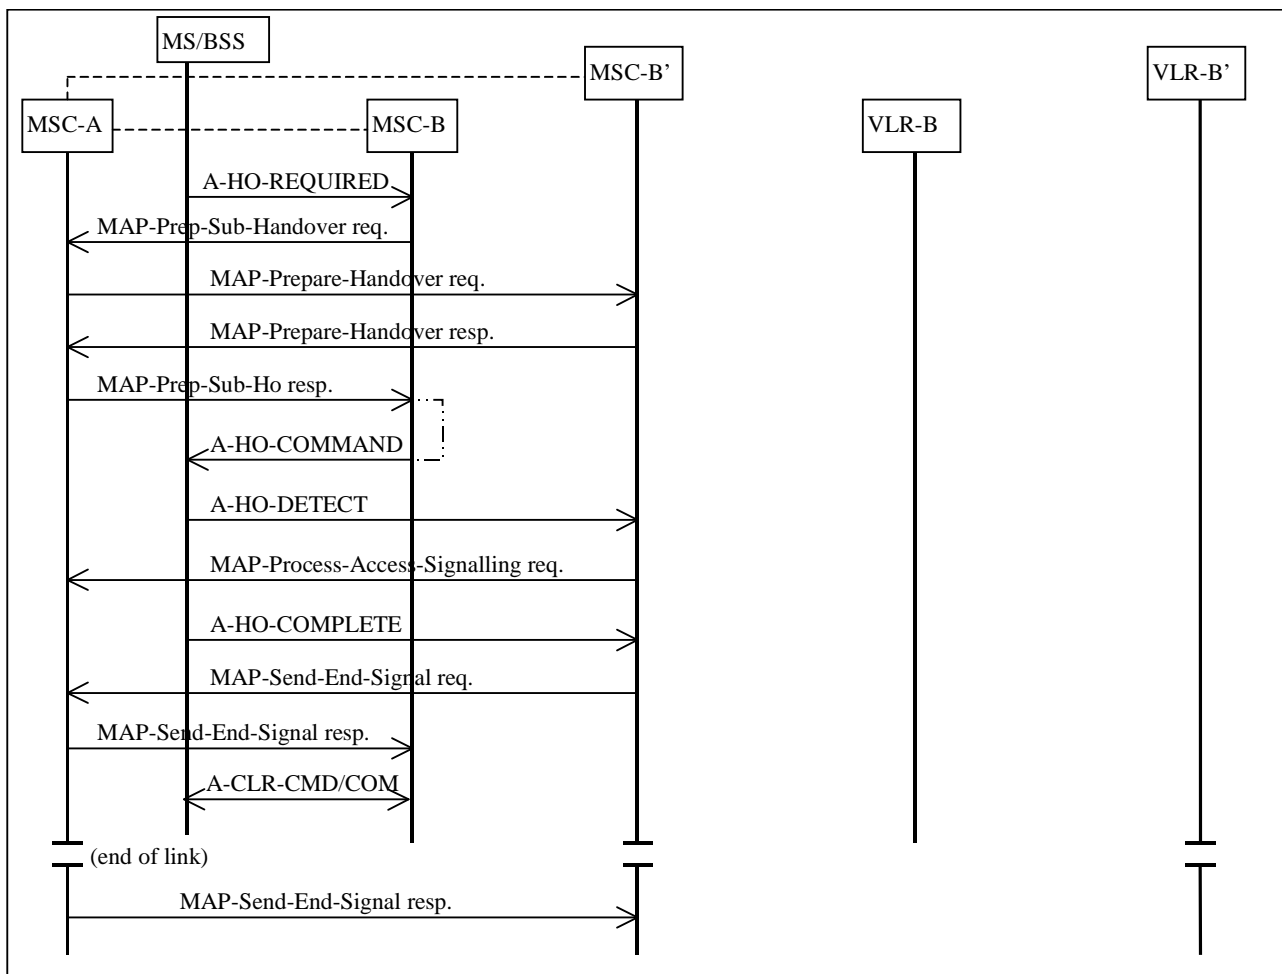 MS/BSS
MSC-B’
VLR-B’
MSC-A
MSC-B
VLR-B
A-HO-REQUIRED
MAP-Prep-Sub-Handover req.
MAP-Prepare-Handover req.
MAP-Prepare-Handover resp.
MAP-Prep-Sub-Ho resp.
A-HO-COMMAND
A-HO-DETECT
MAP-Process-Access-Signalling req.
A-HO-COMPLETE
MAP-Send-End-Signal req.
MAP-Send-End-Signal resp.
A-CLR-CMD/COM
(end of link)
MAP-Send-End-Signal resp.